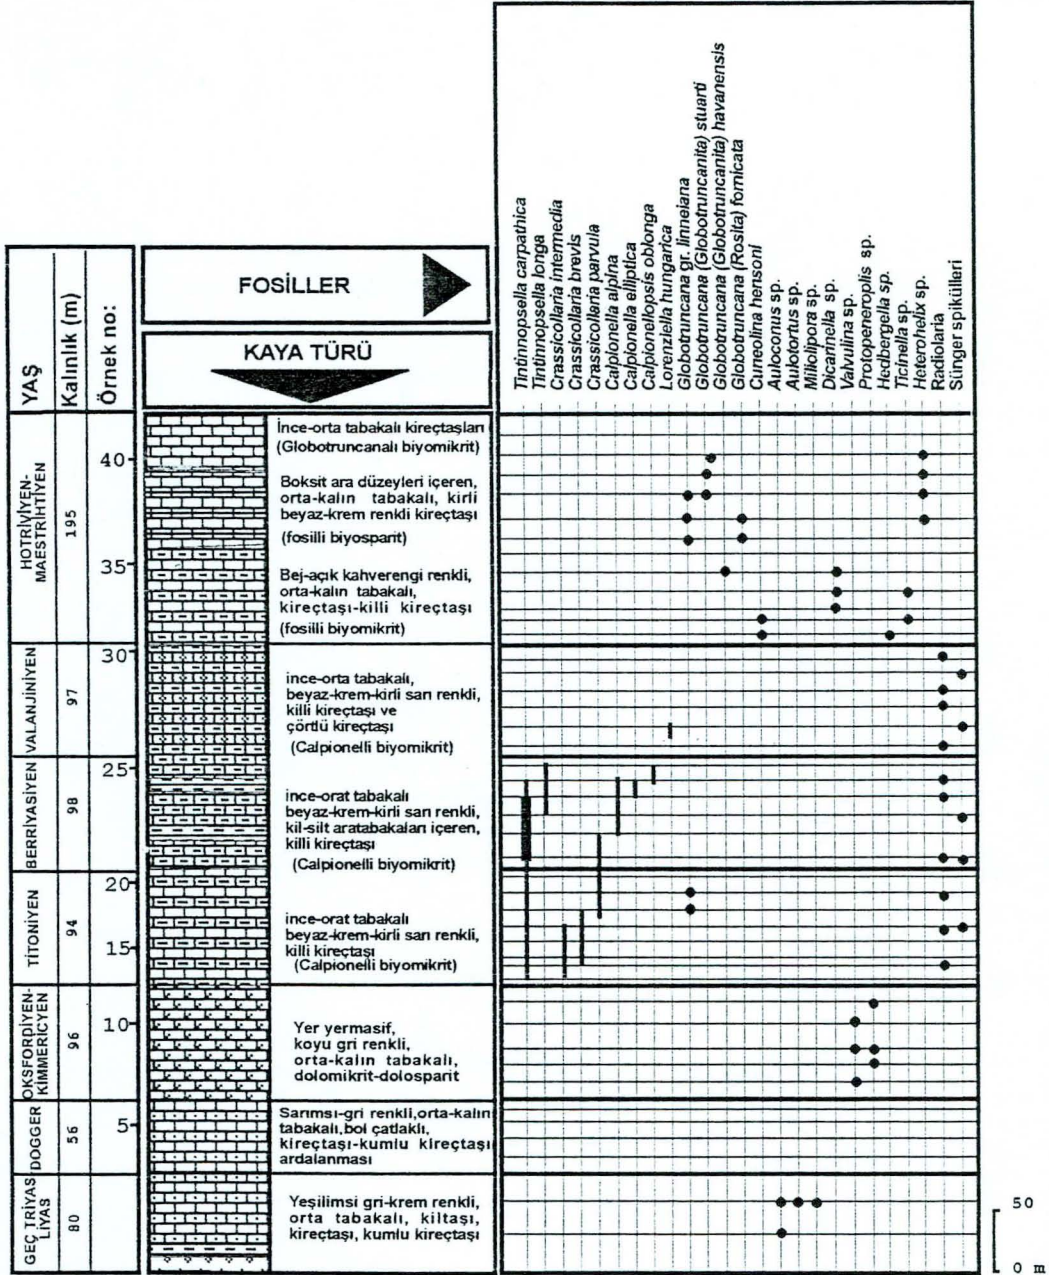 Tintinnopsella carpathica
Tintinnopsella longa
Crassicollaria intermedia
Crassicollaria brevis
Crassicollaria parvula
Calpionella alpina
Calpionella elliptica
Calpionellopsis oblonga
Lorenziella hungarica
Globotruncana gr. linneiana
Globotruncana (Globotruncanita) stuarti
Globotruncana (Globotruncanita) havanensis
Globotruncana (Rosita) fornicata
Cuneolina hensoni
Auloconus sp.
Autotortus sp.
Miliolipora sp.
Dicarinella sp.
Valvulina sp.
Protopeneroplis sp.
Hedbergella sp.
Ticinella sp.
Heterohelix sp.
Radiolaria
Sünger spikülleri
YAŞ
Kalınlık (m)
Örnek no:
FOSİLLER
KAYA TÜRÜ
HOTRİVİYEN-
MAESTRİHTİYEN
195
40
35
İnce-orta tabakalı kireçtaşları
(Globotruncanalı biyomikrit)
Boksit ara düzeyleri içeren,
orta-kalın tabakalı, kirli
beyaz-krem renkli kireçtaşı
(fosilli biyosparit)
Bej-açık kahverengi renkli,
orta-kalın tabakalı,
kireçtaşı-killi kireçtaşı
(fosilli biyomikrit)
VALANJİNİYEN
97
30
ince-orta tabakalı,
beyaz-krem-kirli sarı renkli,
killi kireçtaşı ve
çörtlü kireçtaşı
(Calpionelli biyomikrit)
BERRİYASİYEN
98
25
ince-orat tabakalı
beyaz-krem-kirli sarı renkli,
kil-silt aratabakaları içeren,
killi kireçtaşı
(Calpionelli biyomikrit)
TİTONİYEN
94
20
15
ince-orat tabakalı
beyaz-krem-kirli sarı renkli,
killi kireçtaşı
(Calpionelli biyomikrit)
OKSFORDİYEN-
KİMMERİCYEN
96
10
Yer yermasif,
koyu gri renkli,
orta-kalın tabakalı,
dolomikrit-dolosparit
DOGGER
56
5
Sarımsı-gri renkli,orta-kalın
tabakalı,bol çatlaklı,
kireçtaşı-kumlu kireçtaşı
ardalanması
GEÇ TRİYAS
LİYAS
80
Yeşilimsi gri-krem renkli,
orta tabakalı, kiltaşı,
kireçtaşı, kumlu kireçtaşı
50
0 m